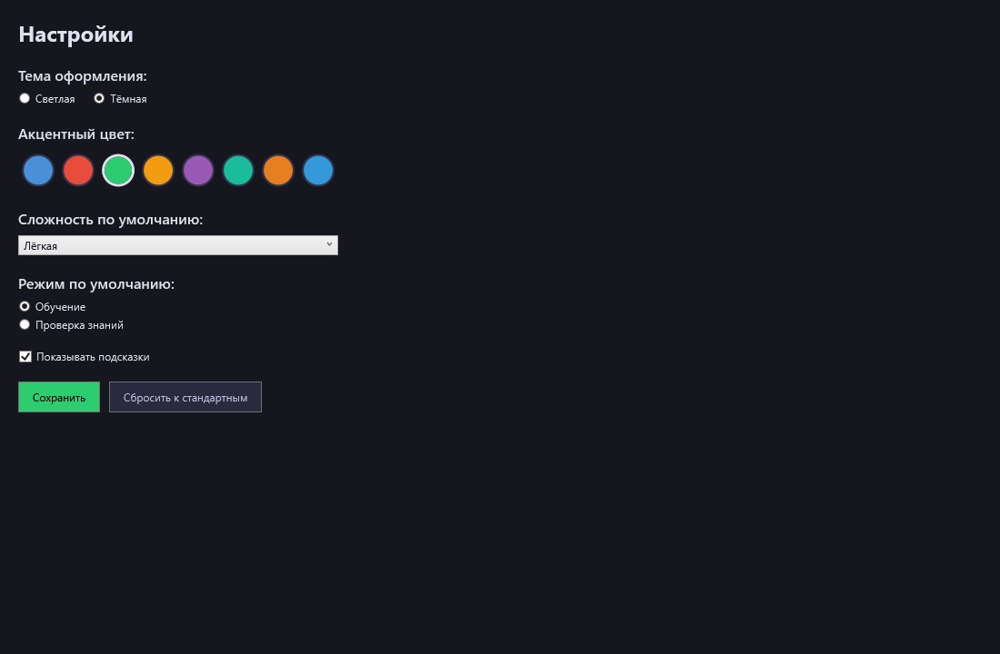 Настройки
Тема оформления:
Светлая Тёмная
Акцентный цвет:
Сложность по умолчанию:
Лёгкая
Режим по умолчанию:
Обучение
Проверка знаний
Показывать подсказки
Сохранить Сбросить к стандартным